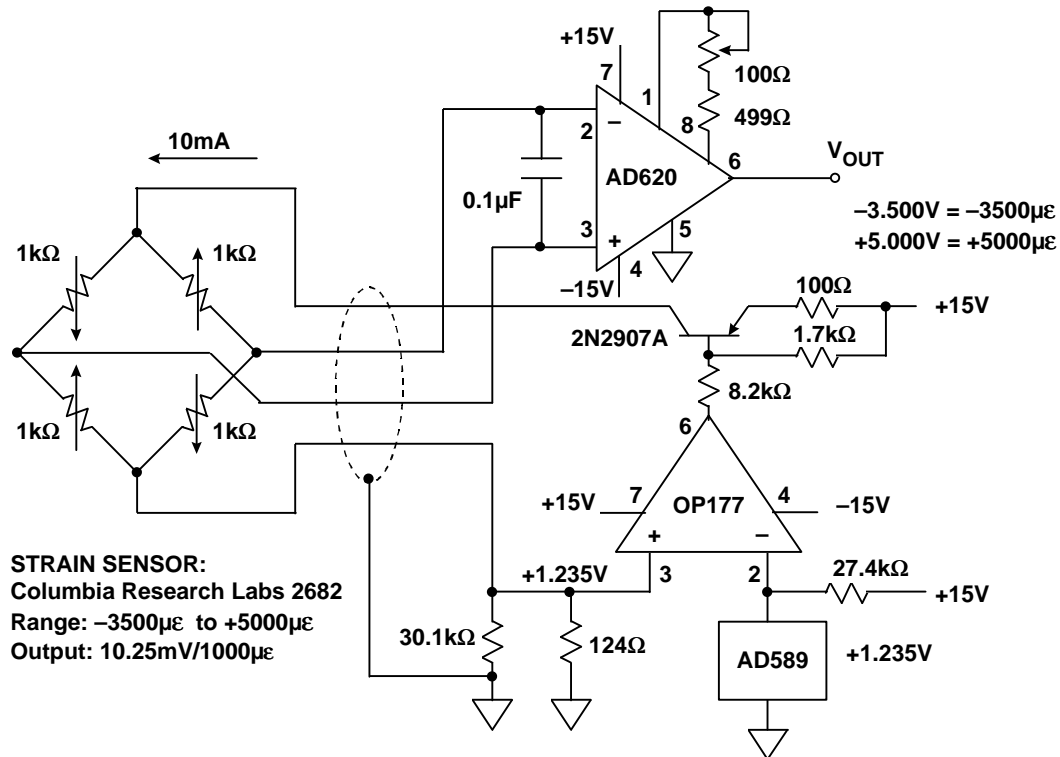 +15V
7
1
100Ω
499Ω
8
2
–
10mA
6
VOUT
AD620
0.1µF
3
+
5
4
–15V
–3.500V = –3500µε
+5.000V = +5000µε
1kΩ
1kΩ
100Ω
+15V
2N2907A
1.7kΩ
8.2kΩ
1kΩ
1kΩ
6
+15V
7
OP177
4
–15V
+
–
STRAIN SENSOR:
Columbia Research Labs 2682
Range: –3500µε to +5000µε
Output: 10.25mV/1000µε
+1.235V
3
2
27.4kΩ
+15V
30.1kΩ
124Ω
AD589
+1.235V